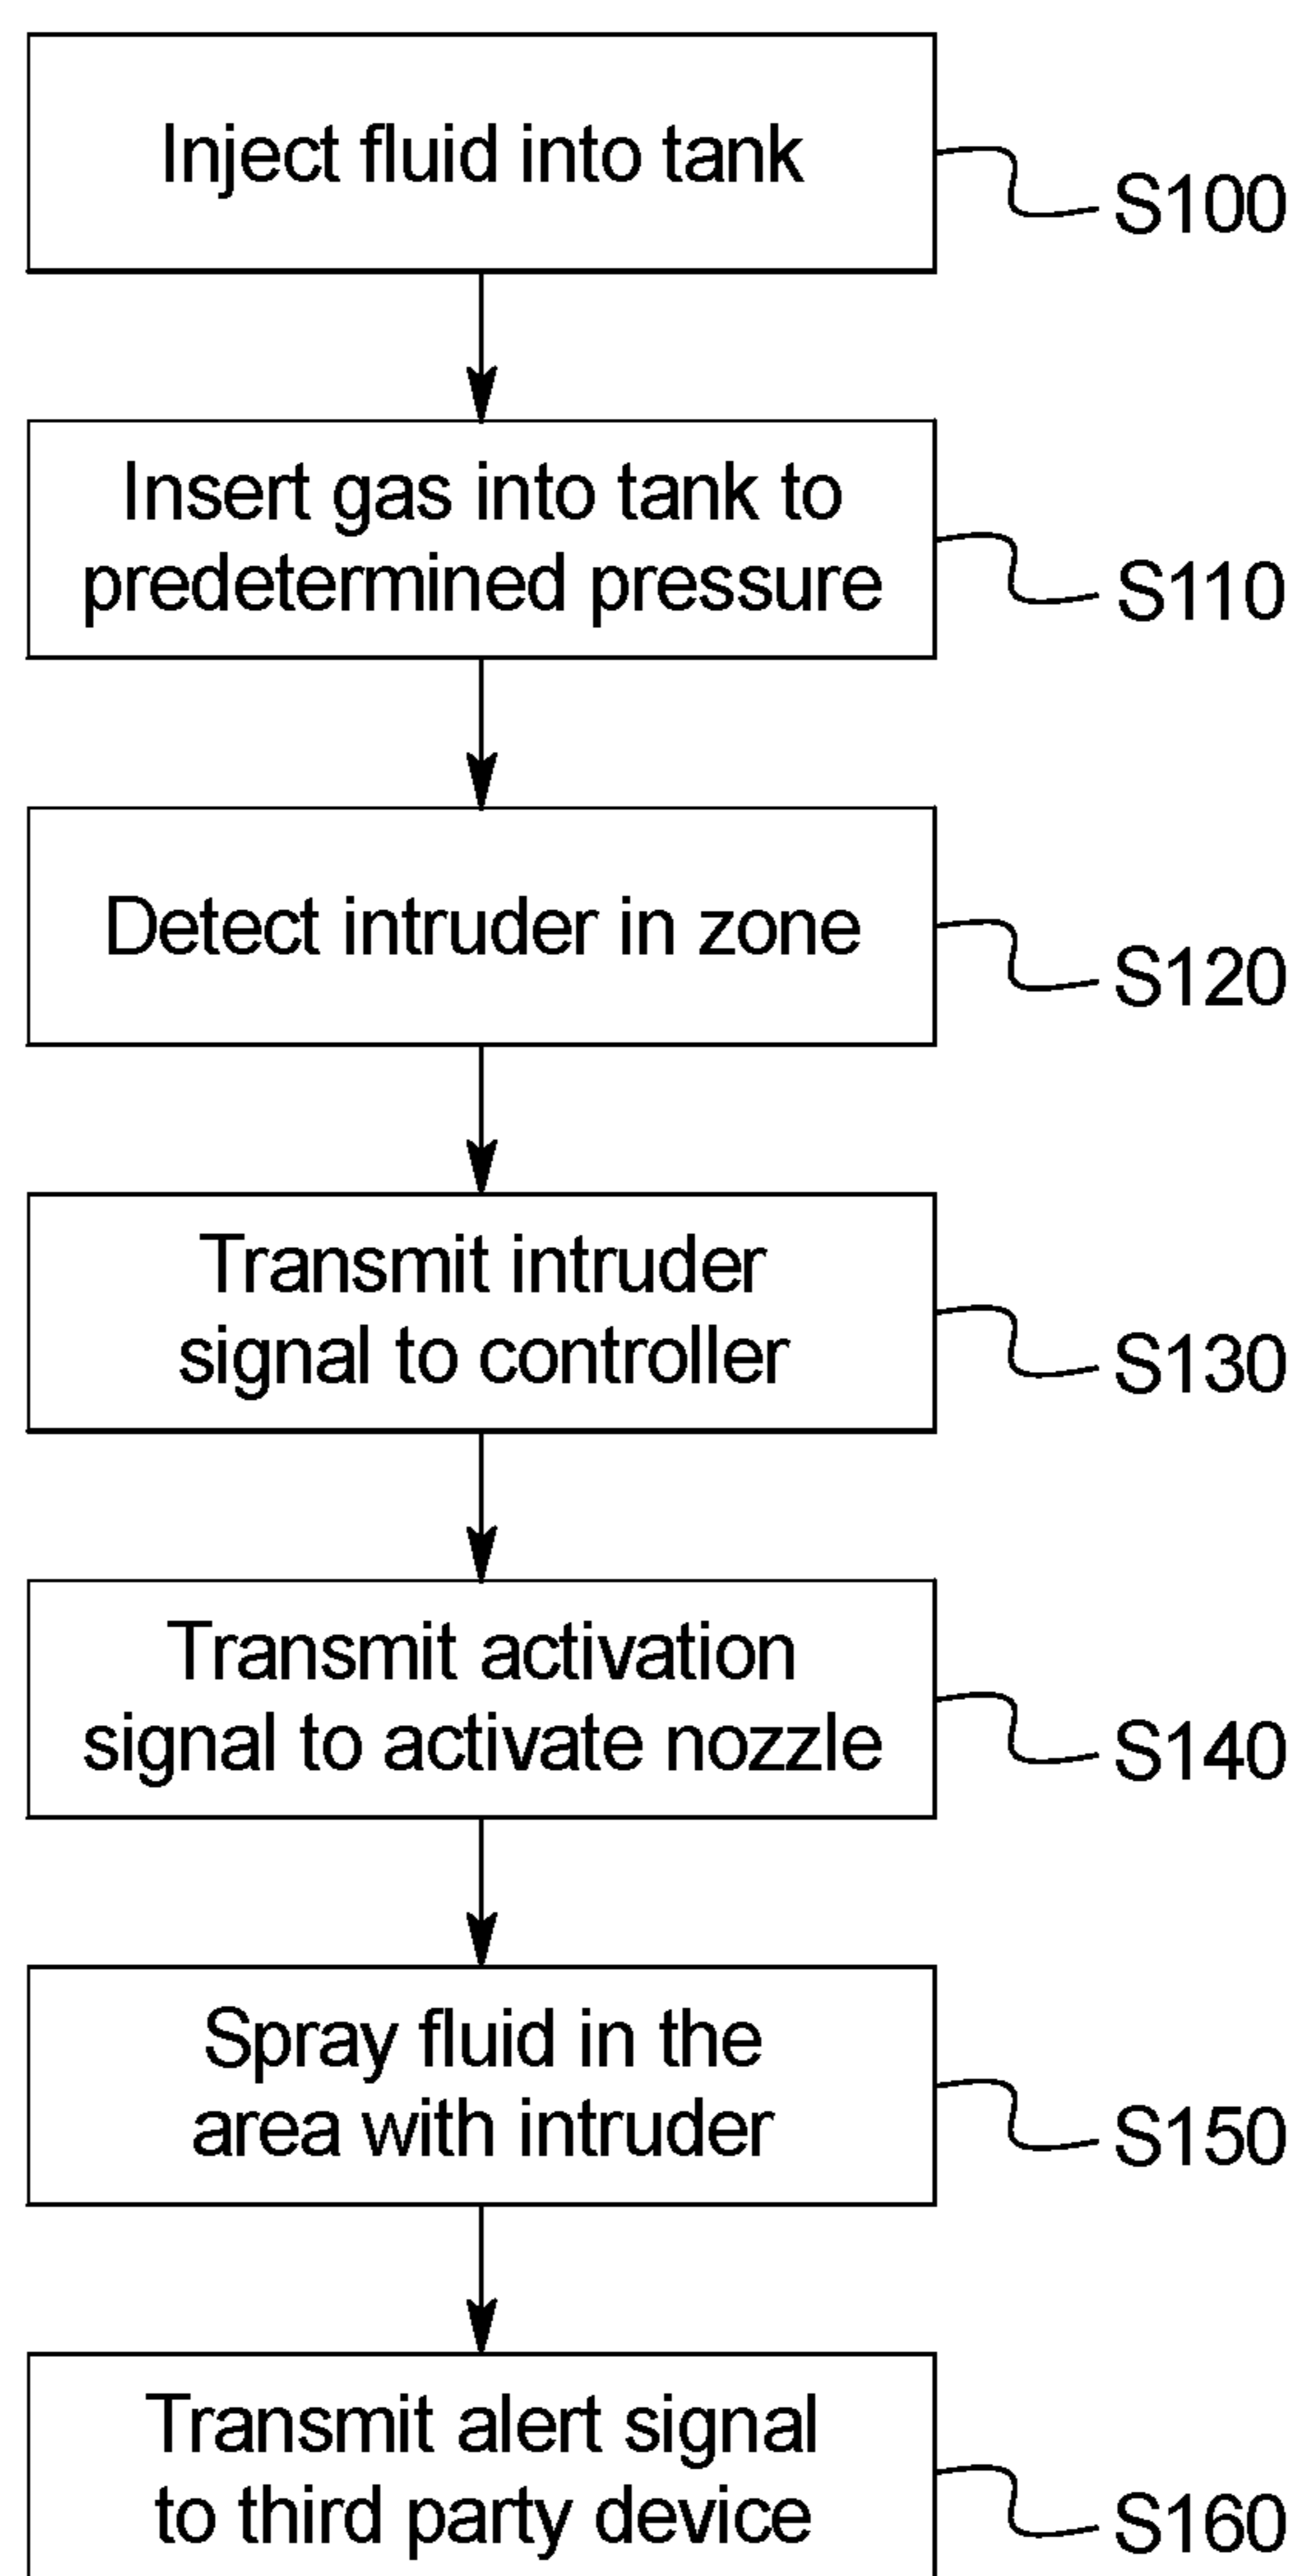 Inject fluid into tank
S100
Insert gas into tank to
predetermined pressure
S110
Detect intruder in zone
S120
Transmit intruder
signal to controller
S130
Transmit activation
signal to activate nozzle
S140
Spray fluid in the
area with intruder
S150
Transmit alert signal
to third party device
S160